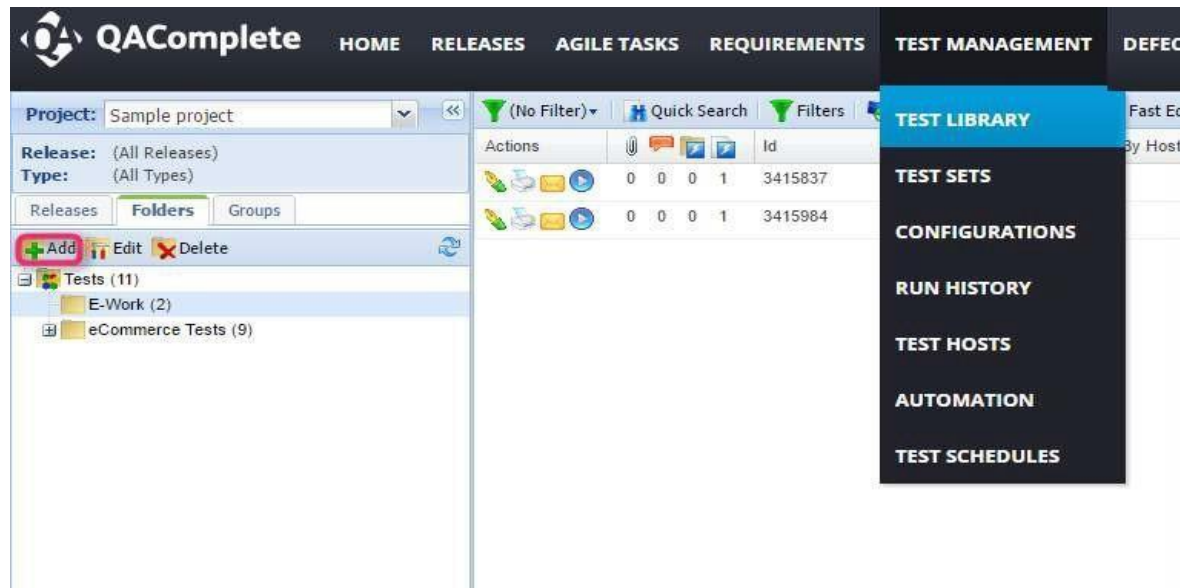 QAComplete HOME RELEASES AGILE TASKS REQUIREMENTS TEST MANAGEMENT
Project: Sample project
Release: (All Releases)
Type: (All Types)
Releases Folders Groups
Add Edit Delete
Tests (11)
E-Work (2)
eCommerce Tests (9)
(No Filter) Quick Search Filters Fast
Actions Id By Host
0 0 0 1 3415837
0 0 0 1 3415984
TEST LIBRARY
TEST SETS
CONFIGURATIONS
RUN HISTORY
TEST HOSTS
AUTOMATION
TEST SCHEDULES